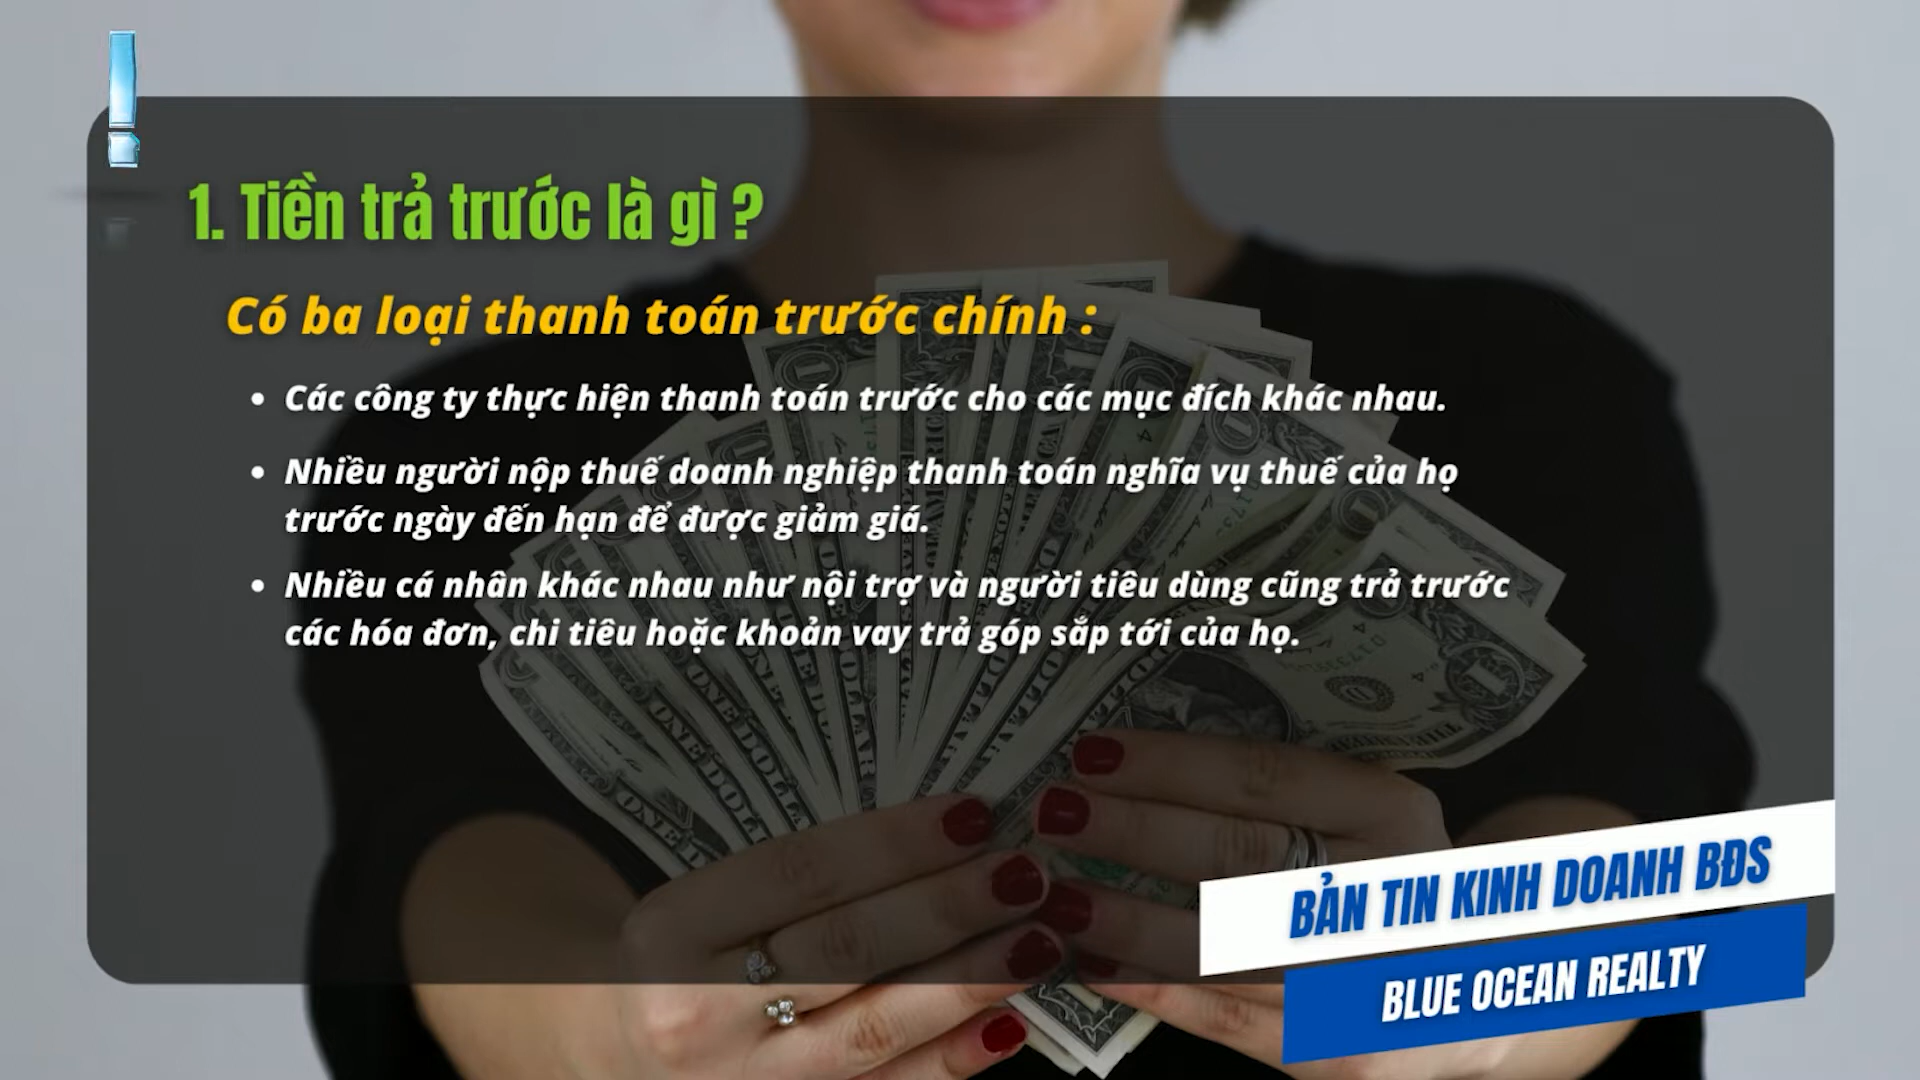 1. Tiền trả trước là gì ?
Có ba loại thanh toán trước chính :
• Các công ty thực hiện thanh toán trước cho các mục đích khác nhau.
• Nhiều người nộp thuế doanh nghiệp thanh toán nghĩa vụ thuế của họ
trước ngày đến hạn để được giảm giá.
• Nhiều cá nhân khác nhau như nội trợ và người tiêu dùng cũng trả trước
các hóa đơn, chi tiêu hoặc khoản vay trả góp sắp tới của họ.
BẢN TIN KINH DOANH BĐS
BLUE OCEAN REALTY